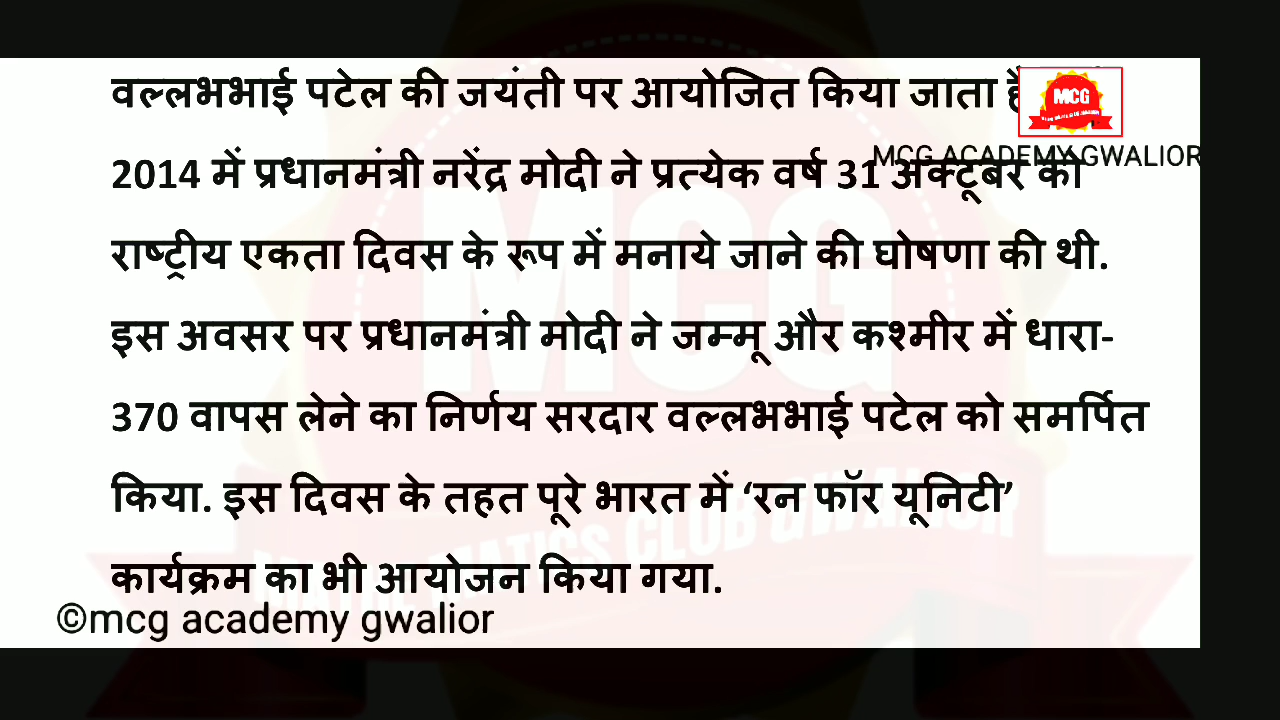 वल्लभभाई पटेल की जयंती पर आयोजित किया जाता
MCG
MCG ACADEMY GWALIOR
2014 में प्रधानमंत्री नरेंद्र मोदी ने प्रत्येक वर्ष 31 अक्टूबर को
राष्ट्रीय एकता दिवस के रूप में मनाये जाने की घोषणा की थी.
इस अवसर पर प्रधानमंत्री मोदी ने जम्मू और कश्मीर में धारा-
370 वापस लेने का निर्णय सरदार वल्लभभाई पटेल को समर्पित
किया. इस दिवस के तहत पूरे भारत में ‘रन फॉर यूनिटी’
कार्यक्रम का भी आयोजन किया गया.
©mcg academy gwalior